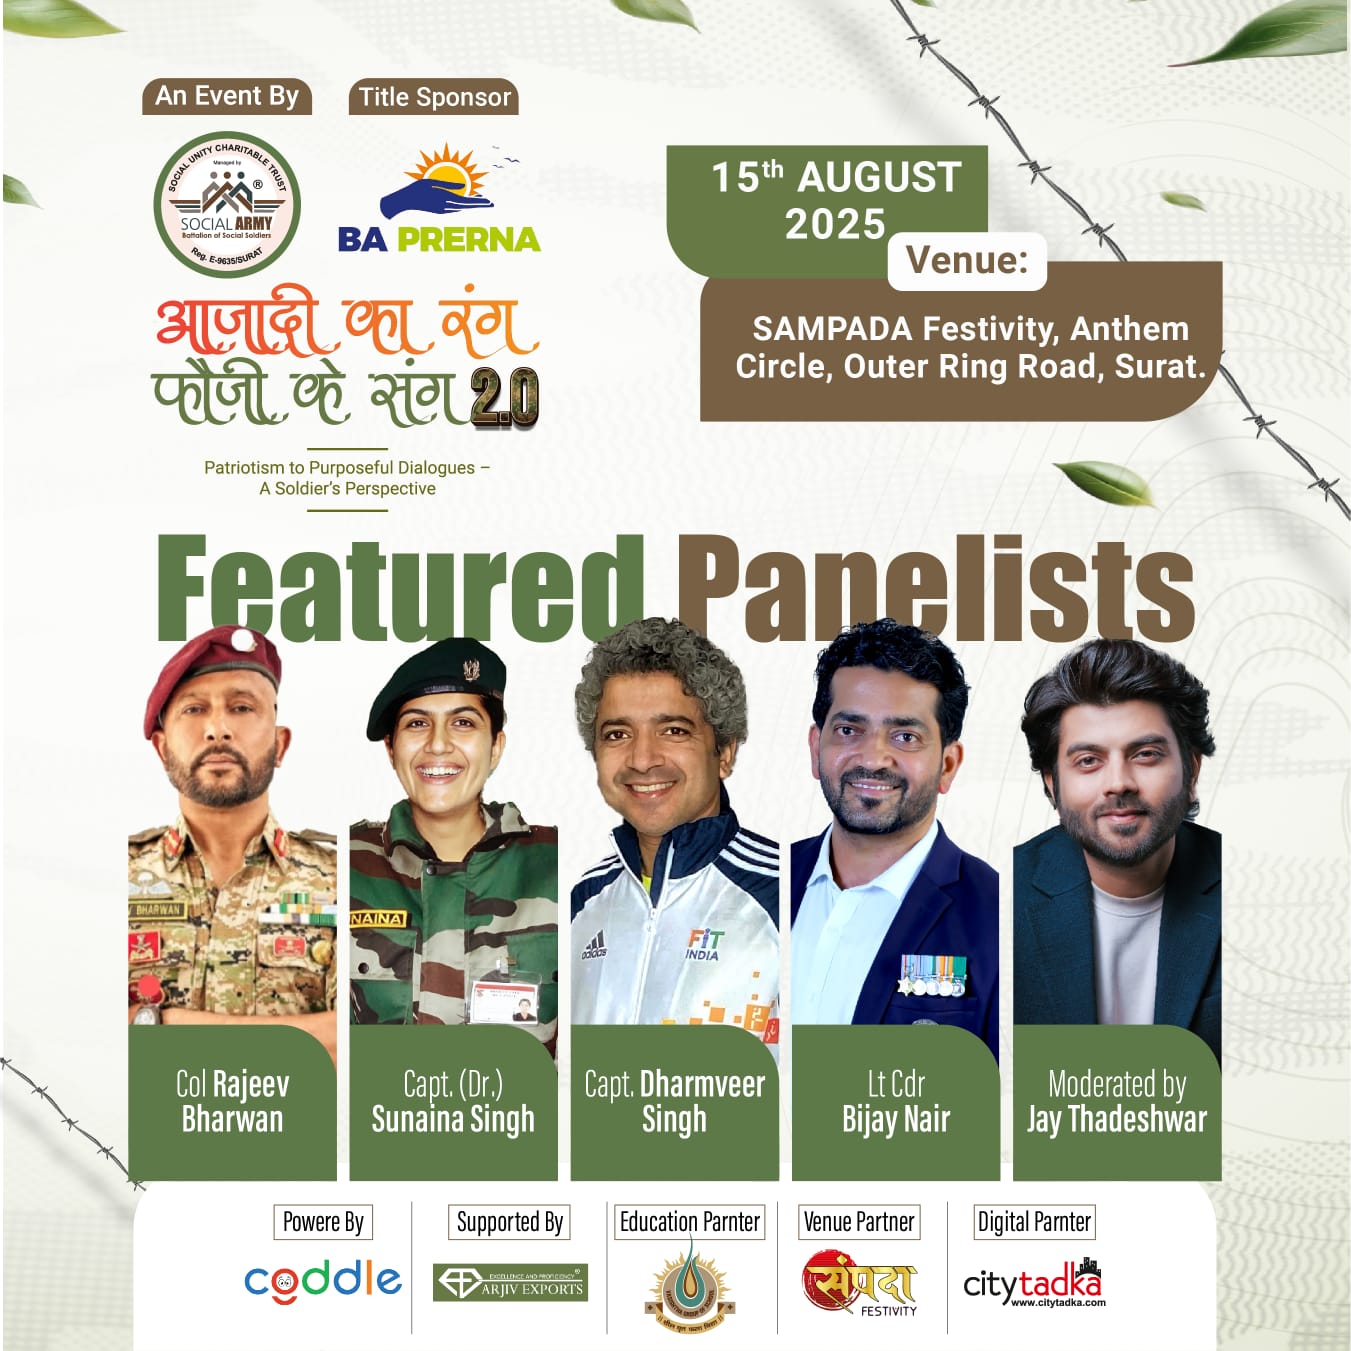 An Event By
Title Sponsor
SOCIAL UNITY CHARITABLE TRUST
Managed by
®
SOCIAL ARMY
Battalion of Social Soldiers
Reg. E-9635/SURAT
BA PRERNA
15th AUGUST
2025
Venue:
SAMPADA Festivity, Anthem
Circle, Outer Ring Road, Surat.
आज़ादी का रंग
फौजी के संग 2.0
Patriotism to Purposeful Dialogues –
A Soldier's Perspective
Featured Panelists
V BHARWAN
NAINA
adidas
FiT
INDIA
Col Rajeev
Bharwan
Capt. (Dr.)
Sunaina Singh
Capt. Dharmveer
Singh
Lt Cdr
Bijay Nair
Moderated by
Jay Thadeshwar
Powere By
Supported By
Education Parnter
Venue Partner
Digital Parnter
coddle
EXCELLENCE AND PROFICIENCY
ARJIV EXPORTS
संपदा
FESTIVITY
citytadka
www.citytadka.com